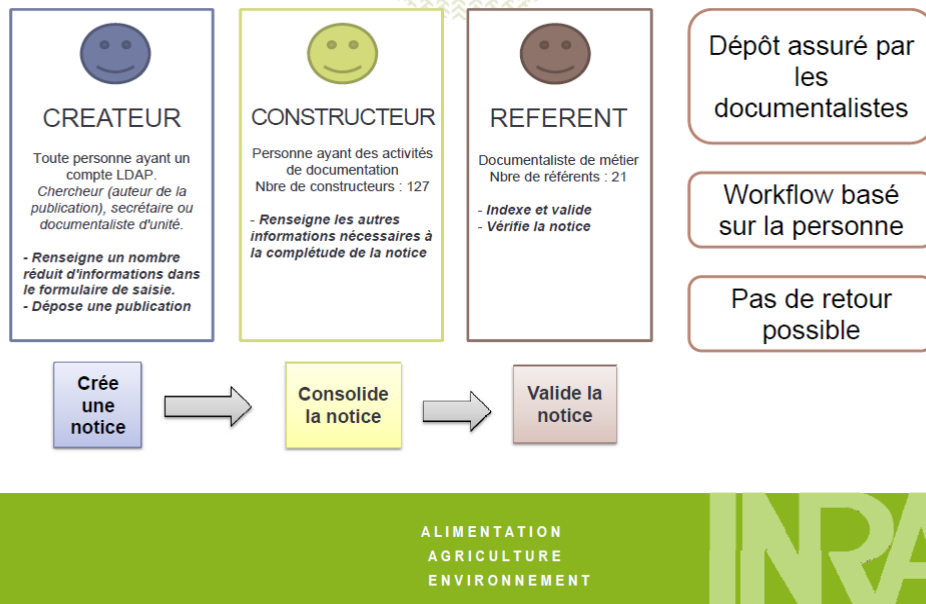 CREATEUR
Toute personne ayant un
compte LDAP.
Chercheur (auteur de la
publication), secrétaire ou
documentaliste d'unité.
- Renseigne un nombre
réduit d'informations dans
le formulaire de saisie.
- Dépose une publication
CONSTRUCTEUR
Personne ayant des activités
de documentation
Nbre de constructeurs : 127
- Renseigne les autres
informations nécessaires à
la complétude de la notice
REFERENT
Documentaliste de métier
Nbre de référents : 21
- Indexe et valide
- Vérifie la notice
Dépôt assuré par
les
documentalistes
Workflow basé
sur la personne
Pas de retour
possible
Crée
une
notice
Consolide
la notice
Valide la
notice
ALIMENTATION
AGRICULTURE
ENVIRONNEMENT
INRA